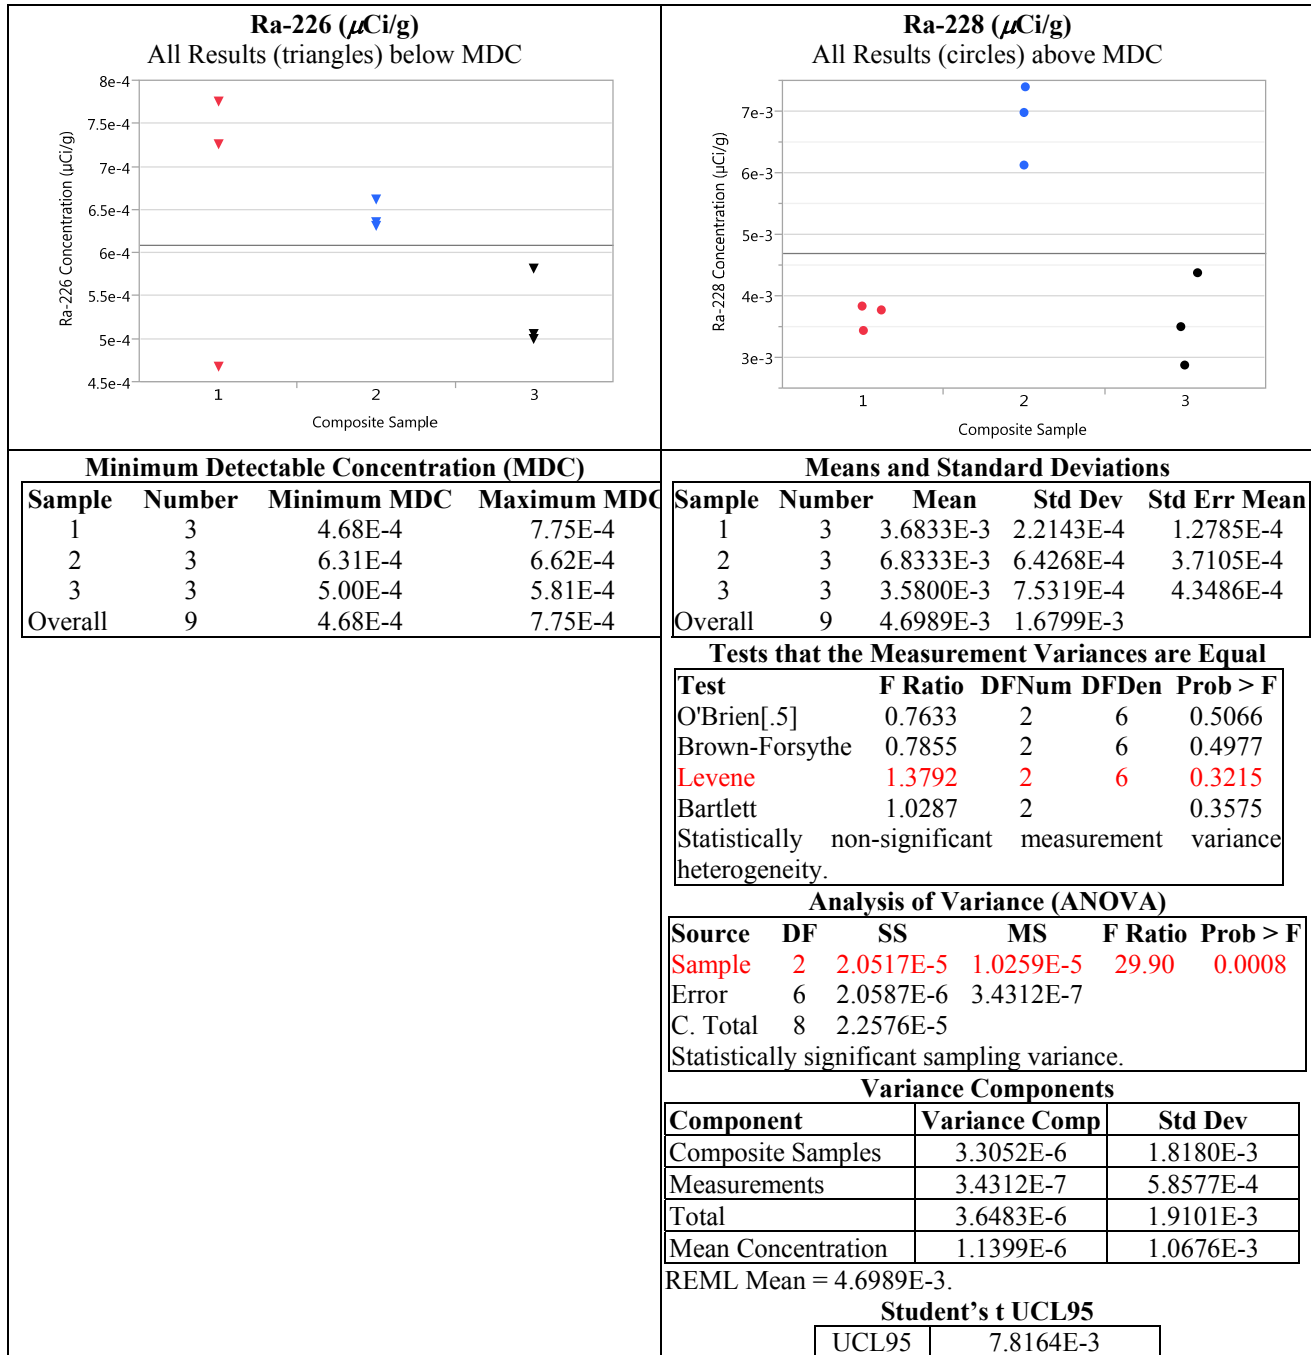 Ra-226 (μCi/g)
All Results (triangles) below MDC
8e-4
7.5e-4
7e-4
6.5e-4
6e-4
5.5e-4
5e-4
4.5e-4
Ra-226 Concentration (μCi/g)
1 2 3
Composite Sample
Ra-228 (μCi/g)
All Results (circles) above MDC
7e-3
6e-3
5e-3
4e-3
3e-3
Ra-228 Concentration (μCi/g)
1 2 3
Composite Sample
Minimum Detectable Concentration (MDC)
Sample Number Minimum MDC Maximum MDC
1 3 4.68E-4 7.75E-4
2 3 6.31E-4 6.62E-4
3 3 5.00E-4 5.81E-4
Overall 9 4.68E-4 7.75E-4
Means and Standard Deviations
Sample Number Mean Std Dev Std Err Mean
1 3 3.6833E-3 2.2143E-4 1.2785E-4
2 3 6.8333E-3 6.4268E-4 3.7105E-4
3 3 3.5800E-3 7.5319E-4 4.3486E-4
Overall 9 4.6989E-3 1.6799E-3
Tests that the Measurement Variances are Equal
Test F Ratio DFNum DFDen Prob > F
O'Brien[.5] 0.7633 2 6 0.5066
Brown-Forsythe 0.7855 2 6 0.4977
Levene 1.3792 2 6 0.3215
Bartlett 1.0287 2 0.3575
Statistically non-significant measurement variance
heterogeneity.
Analysis of Variance (ANOVA)
Source DF SS MS F Ratio Prob > F
Sample 2 2.0517E-5 1.0259E-5 29.90 0.0008
Error 6 2.0587E-6 3.4312E-7
C. Total 8 2.2576E-5
Statistically significant sampling variance.
Variance Components
Component Variance Comp Std Dev
Composite Samples 3.3052E-6 1.8180E-3
Measurements 3.4312E-7 5.8577E-4
Total 3.6483E-6 1.9101E-3
Mean Concentration 1.1399E-6 1.0676E-3
REML Mean = 4.6989E-3.
Student’s t UCL95
UCL95 7.8164E-3